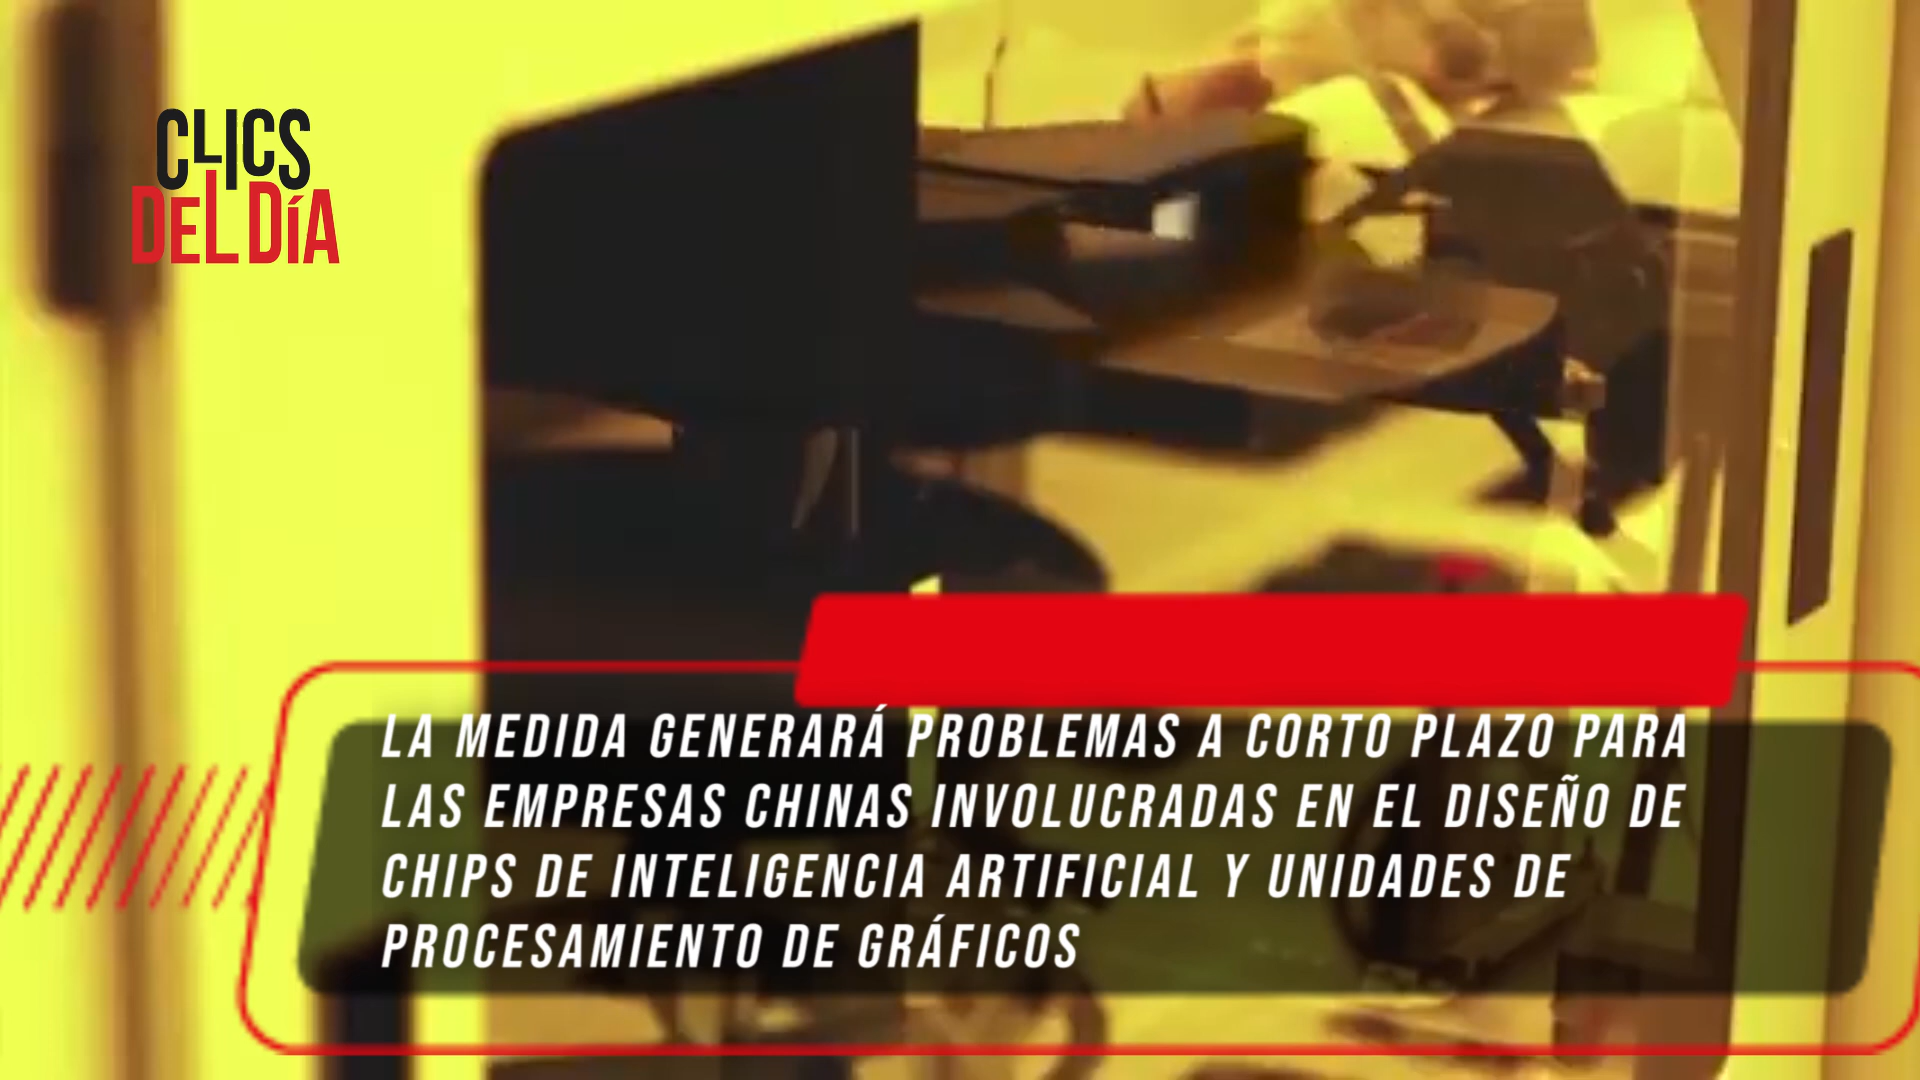 CLICS
DEL DÍA
LA MEDIDA GENERARÁ PROBLEMAS A CORTO PLAZO PARA
LAS EMPRESAS CHINAS INVOLUCRADAS EN EL DISEÑO DE
CHIPS DE INTELIGENCIA ARTIFICIAL Y UNIDADES DE
PROCESAMIENTO DE GRÁFICOS